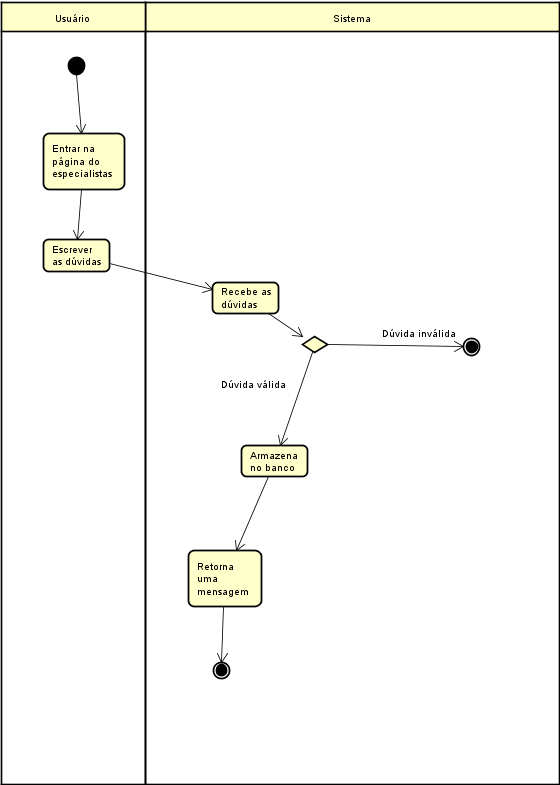 Usuário
Sistema
Entrar na
página do
especialistas
Escrever
as dúvidas
Recebe as
dúvidas
Dúvida inválida
Dúvida válida
Armazena
no banco
Retorna
uma
mensagem